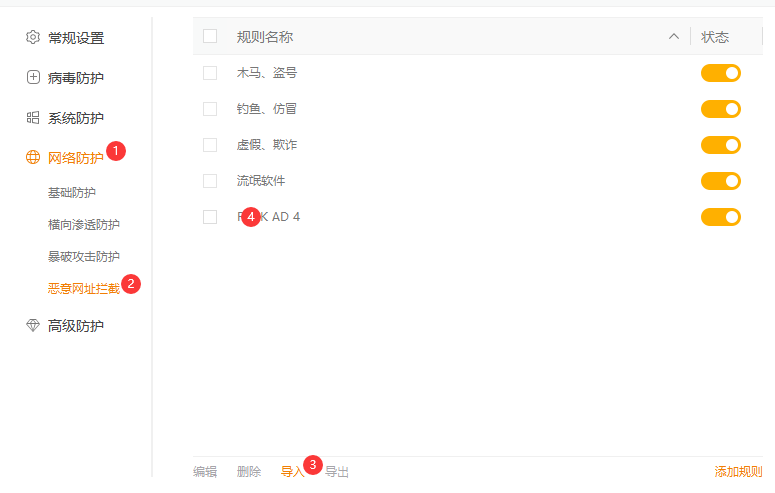 常规设置
病毒防护
系统防护
网络防护 1
基础防护
横向渗透防护
暴破攻击防护
恶意网址拦截 2
高级防护
规则名称 状态
木马、盗号
钓鱼、仿冒
虚假、欺诈
流氓软件
4 AD 4
编辑 删除 导入 3 导出 添加规则